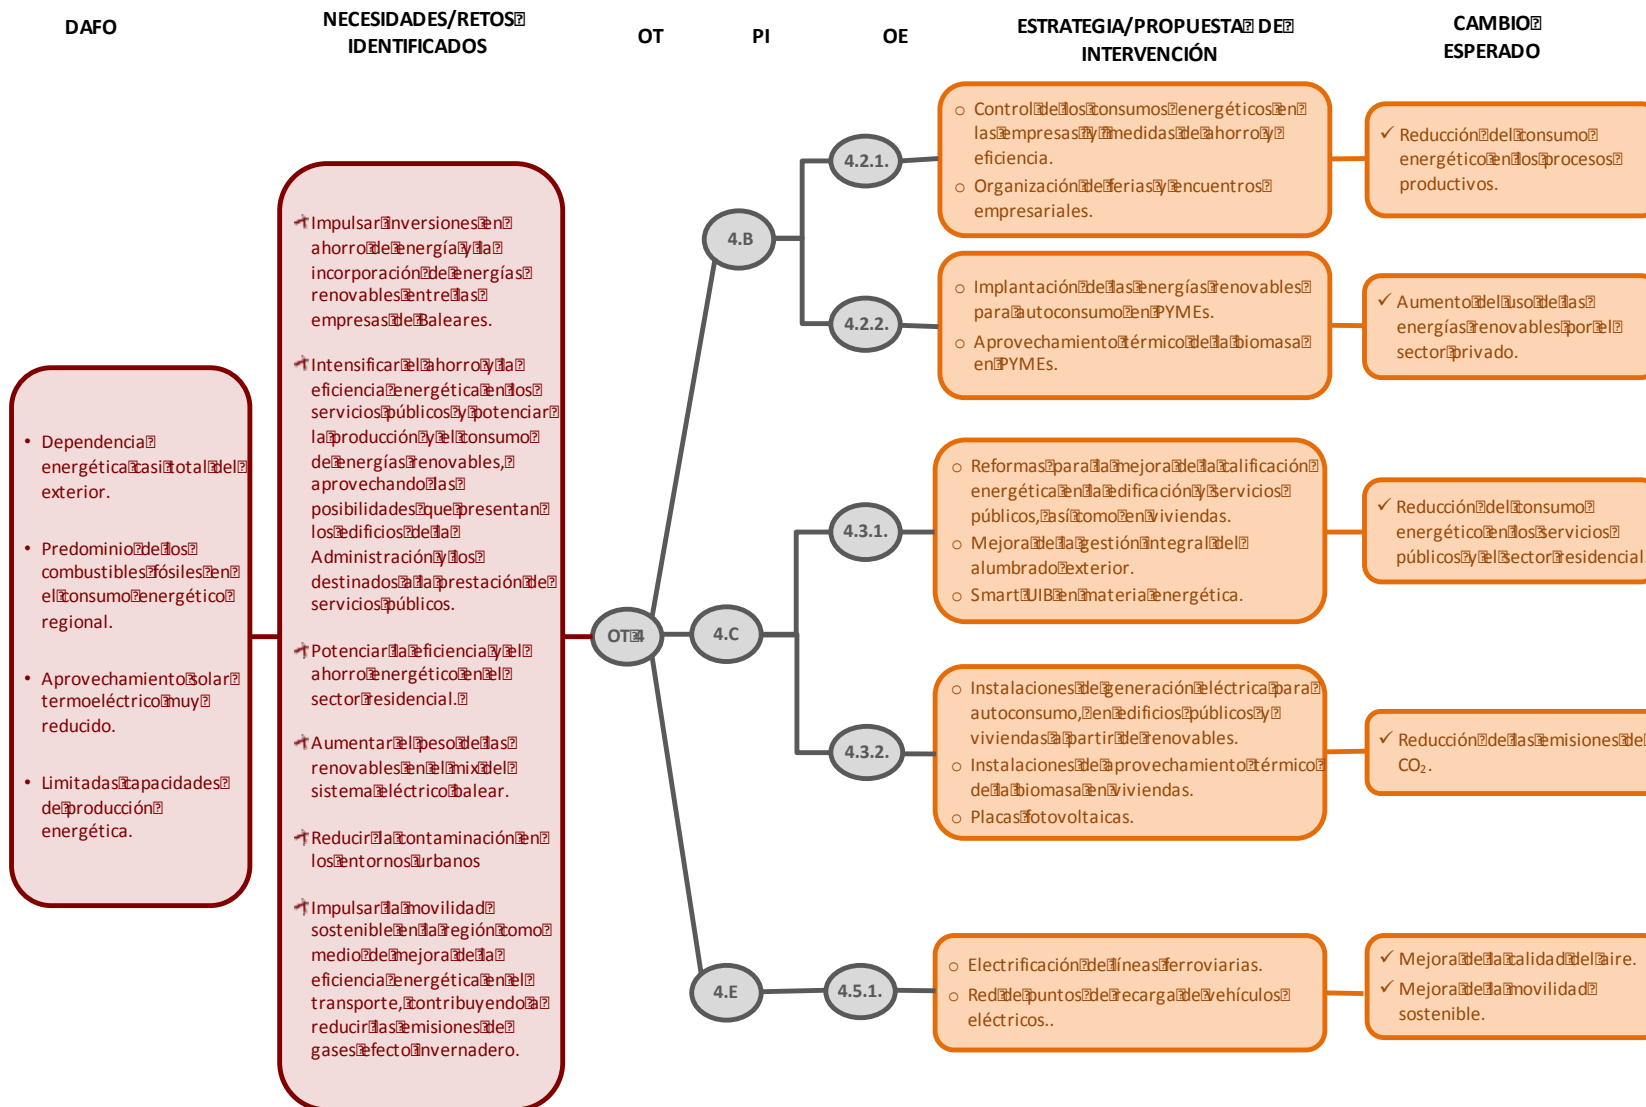 DAFO
NECESIDADES/RETOS
IDENTIFICADOS
OT
PI
OE
ESTRATEGIA/PROPUESTA DE
INTERVENCIÓN
CAMBIO
ESPERADO
• Dependencia
energética casi total del
exterior.
• Predominio de los
combustibles fósiles en
el consumo energético
regional.
• Aprovechamiento solar
termoeléctrico muy
reducido.
• Limitadas capacidades
de producción
energética.
Impulsar inversiones en
ahorro de energía y la
incorporación de energías
renovables entre las
empresas de Baleares.
Intensificar el ahorro y la
eficiencia energética en los
servicios públicos y potenciar
la producción y el consumo
de energías renovables,
aprovechando las
posibilidades que presentan
los edificios de la
Administración y los
destinados a la prestación de
servicios públicos.
Potenciar la eficiencia y el
ahorro energético en el
sector residencial.
Aumentar el peso de las
renovables en el mix del
sistema eléctrico balear.
Reducir la contaminación en
los entornos urbanos
Impulsar la movilidad
sostenible en la región como
medio de mejora de la
eficiencia energética en el
transporte, contribuyendo a
reducir las emisiones de
gases efecto invernadero.
OT 4
4.B
4.2.1.
○ Control de los consumos energéticos en
las empresas y medidas de ahorro y
eficiencia.
○ Organización de ferias y encuentros
empresariales.
✓ Reducción del consumo
energético en los procesos
productivos.
4.2.2.
○ Implantación de las energías renovables
para autoconsumo en PYMEs.
○ Aprovechamiento térmico de la biomasa
en PYMEs.
✓ Aumento del uso de las
energías renovables por el
sector privado.
4.C
4.3.1.
○ Reformas para la mejora de la calificación
energética en la edificación y servicios
públicos, así como en viviendas.
○ Mejora de la gestión integral del
alumbrado exterior.
○ Smart UIB en materia energética.
✓ Reducción del consumo
energético en los servicios
públicos y el sector residencial.
4.3.2.
○ Instalaciones de generación eléctrica para
autoconsumo, en edificios públicos y
viviendas a partir de renovables.
○ Instalaciones de aprovechamiento térmico
de la biomasa en viviendas.
○ Placas fotovoltaicas.
✓ Reducción de las emisiones de
CO₂.
4.E
4.5.1.
○ Electrificación de líneas ferroviarias.
○ Red de puntos de recarga de vehículos
eléctricos..
✓ Mejora de la calidad del aire.
✓ Mejora de la movilidad
sostenible.